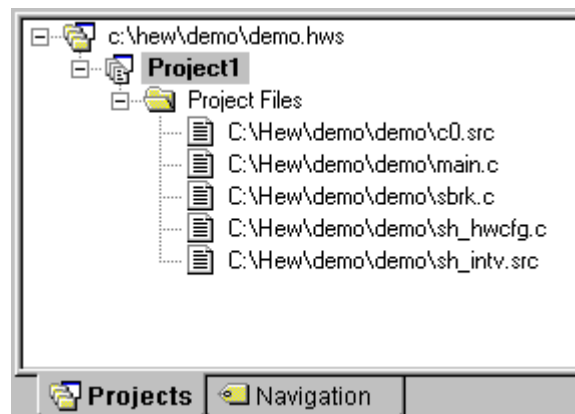 c:\hew\demo\demo.hws
Project1
Project Files
C:\Hew\demo\demo\c0.src
C:\Hew\demo\demo\main.c
C:\Hew\demo\demo\sbrk.c
C:\Hew\demo\demo\sh_hwcfg.c
C:\Hew\demo\demo\sh_intv.src
Projects Navigation